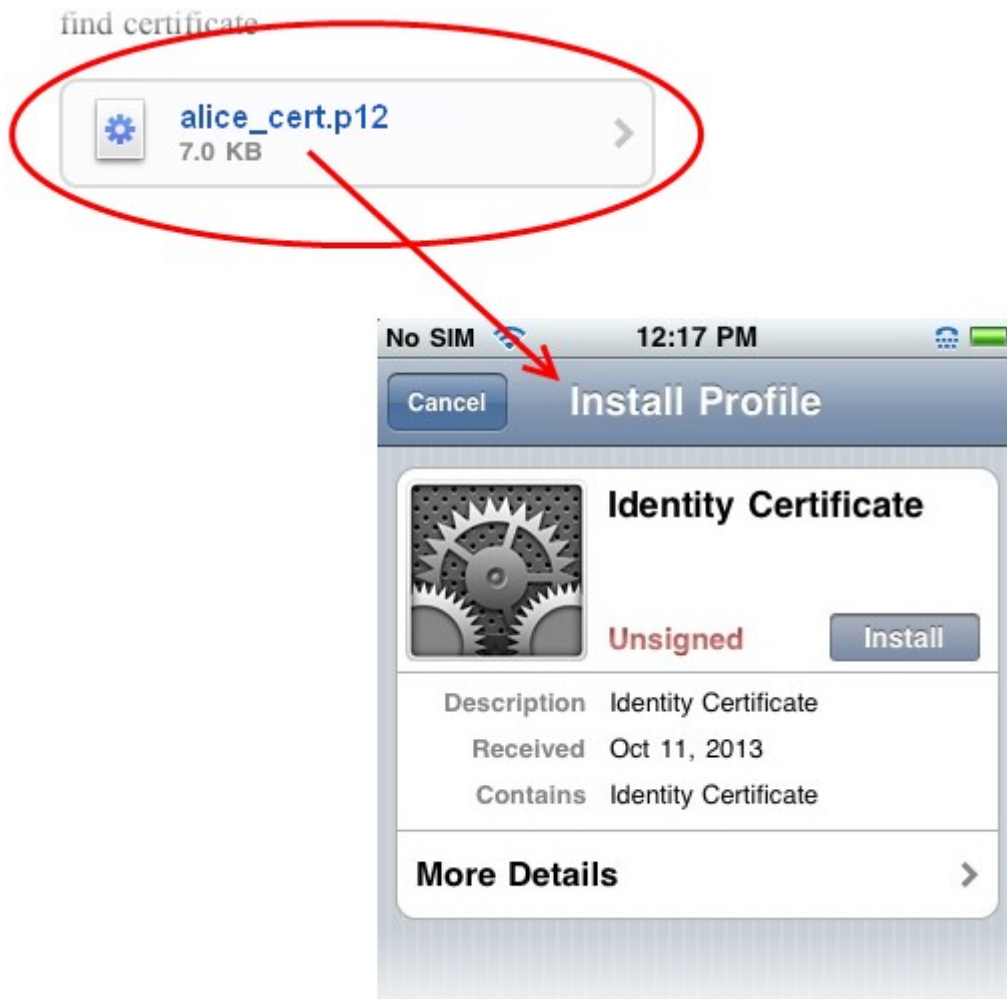 find certificate
alice_cert.p12
7.0 KB
No SIM 12:17 PM
Cancel Install Profile
Identity Certificate
Unsigned Install
Description Identity Certificate
Received Oct 11, 2013
Contains Identity Certificate
More Details